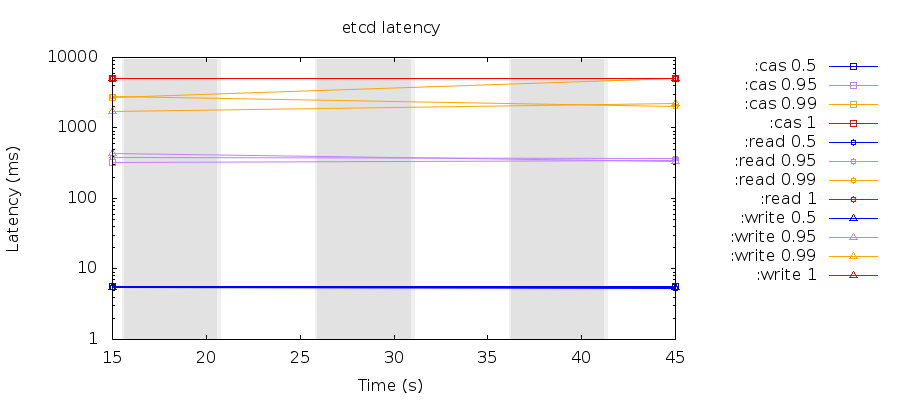 etcd latency
10000
1000
100
10
1
Latency (ms)
15
20
25
30
35
40
45
Time (s)
:cas 0.5
:cas 0.95
:cas 0.99
:cas 1
:read 0.5
:read 0.95
:read 0.99
:read 1
:write 0.5
:write 0.95
:write 0.99
:write 1